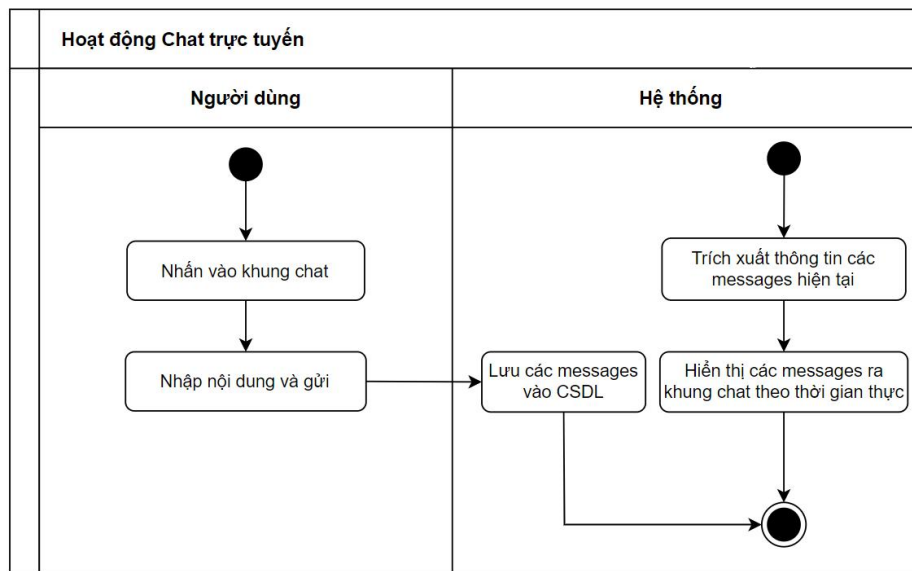 Hoạt động Chat trực tuyến
Người dùng
Hệ thống
Nhấn vào khung chat
Trích xuất thông tin các
messages hiện tại
Nhập nội dung và gửi
Lưu các messages
vào CSDL
Hiển thị các messages ra
khung chat theo thời gian thực